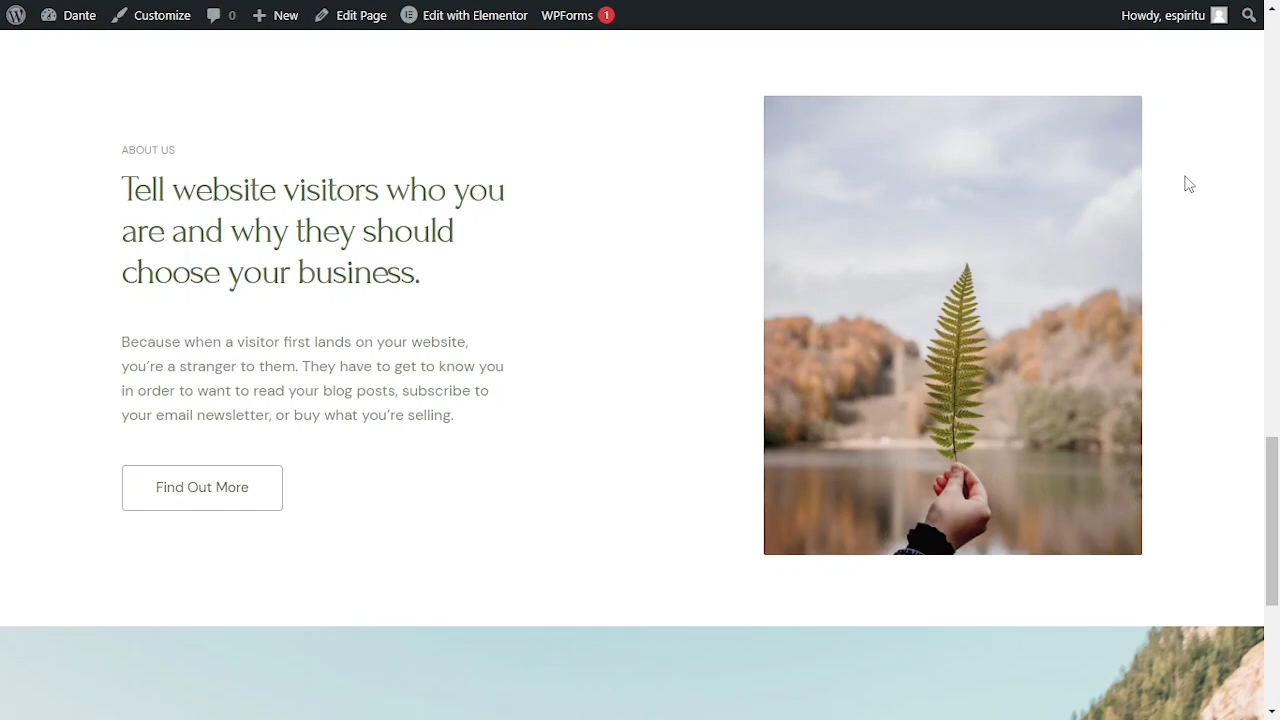 Dante Customize 0 New Edit Page Edit with Elementor WPForms 1 Howdy, espiritu
ABOUT US
Tell website visitors who you
are and why they should
choose your business.
Because when a visitor first lands on your website,
you’re a stranger to them. They have to get to know you
in order to want to read your blog posts, subscribe to
your email newsletter, or buy what you’re selling.
Find Out More